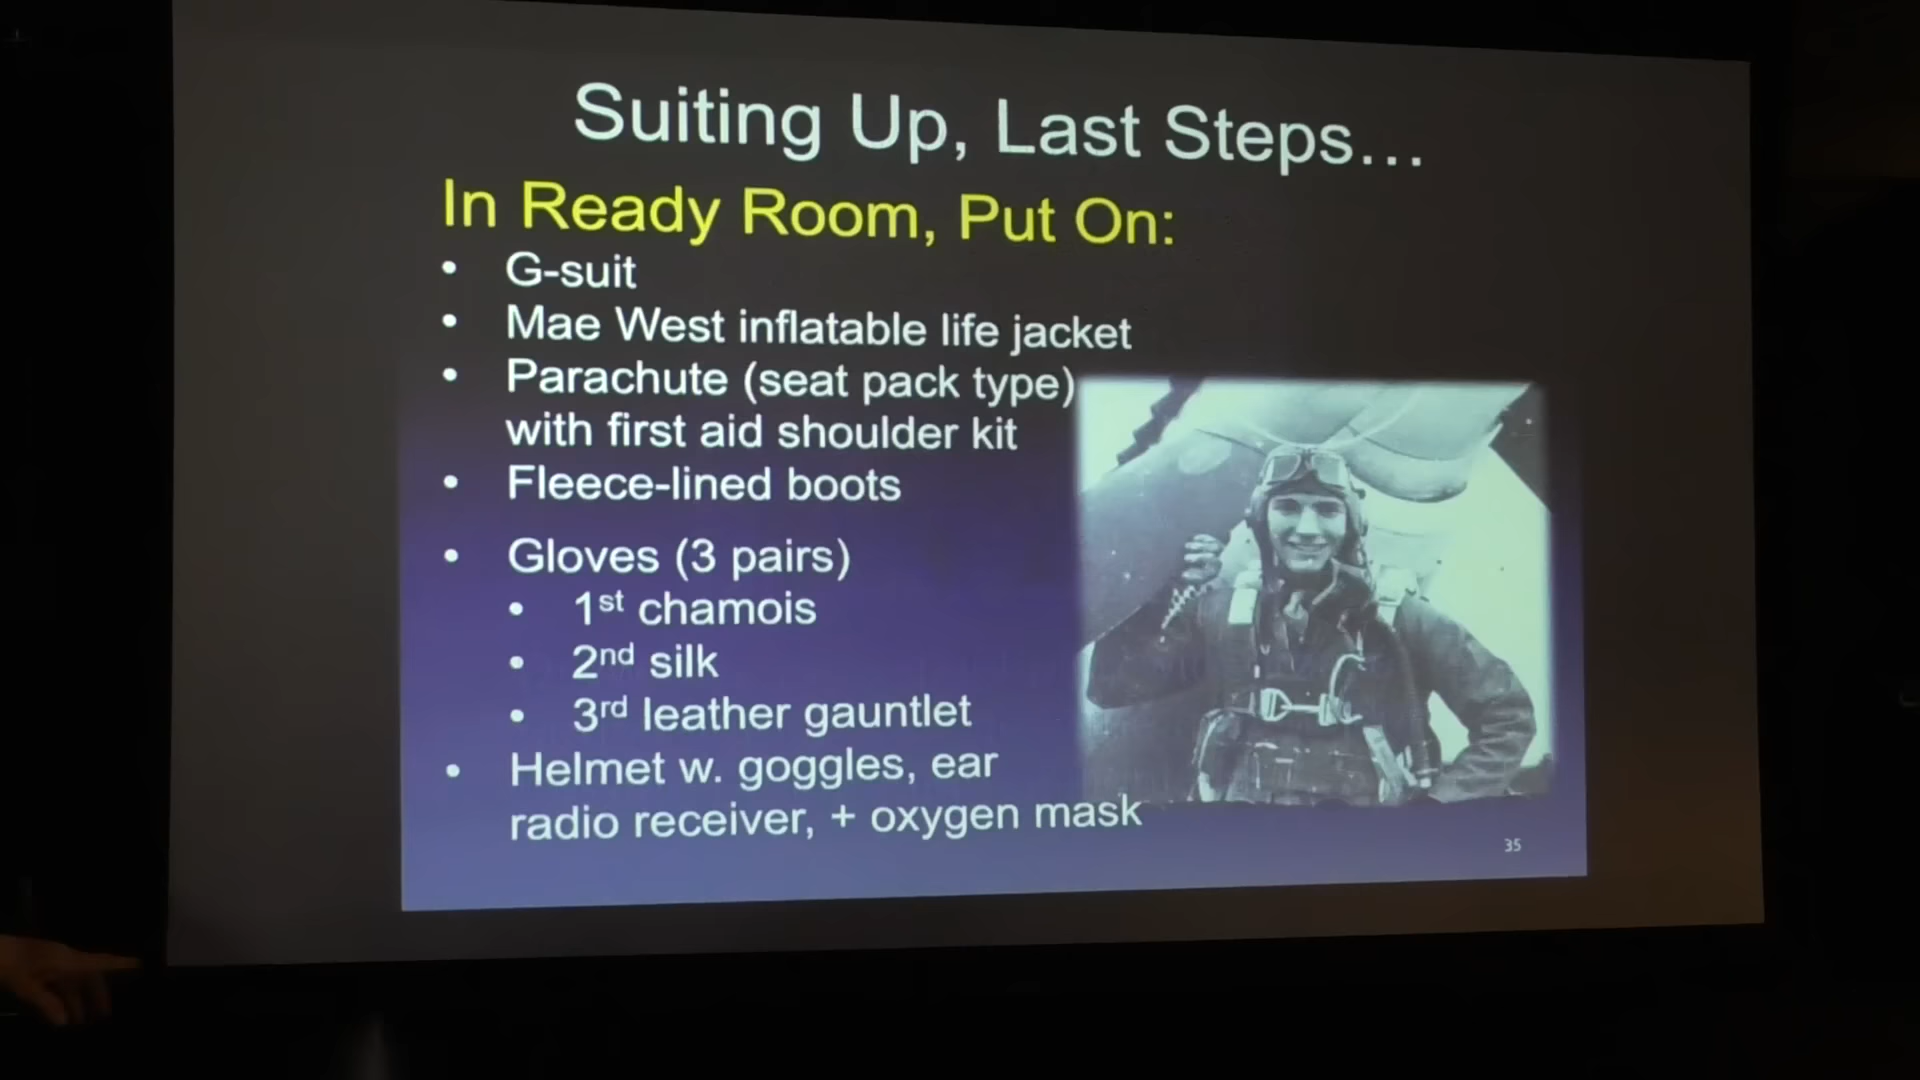 Suiting Up, Last Steps...
In Ready Room, Put On:
• G-suit
• Mae West inflatable life jacket
• Parachute (seat pack type)
with first aid shoulder kit
• Fleece-lined boots
• Gloves (3 pairs)
• 1st chamois
• 2nd silk
• 3rd leather gauntlet
• Helmet w. goggles, ear
radio receiver, + oxygen mask
35